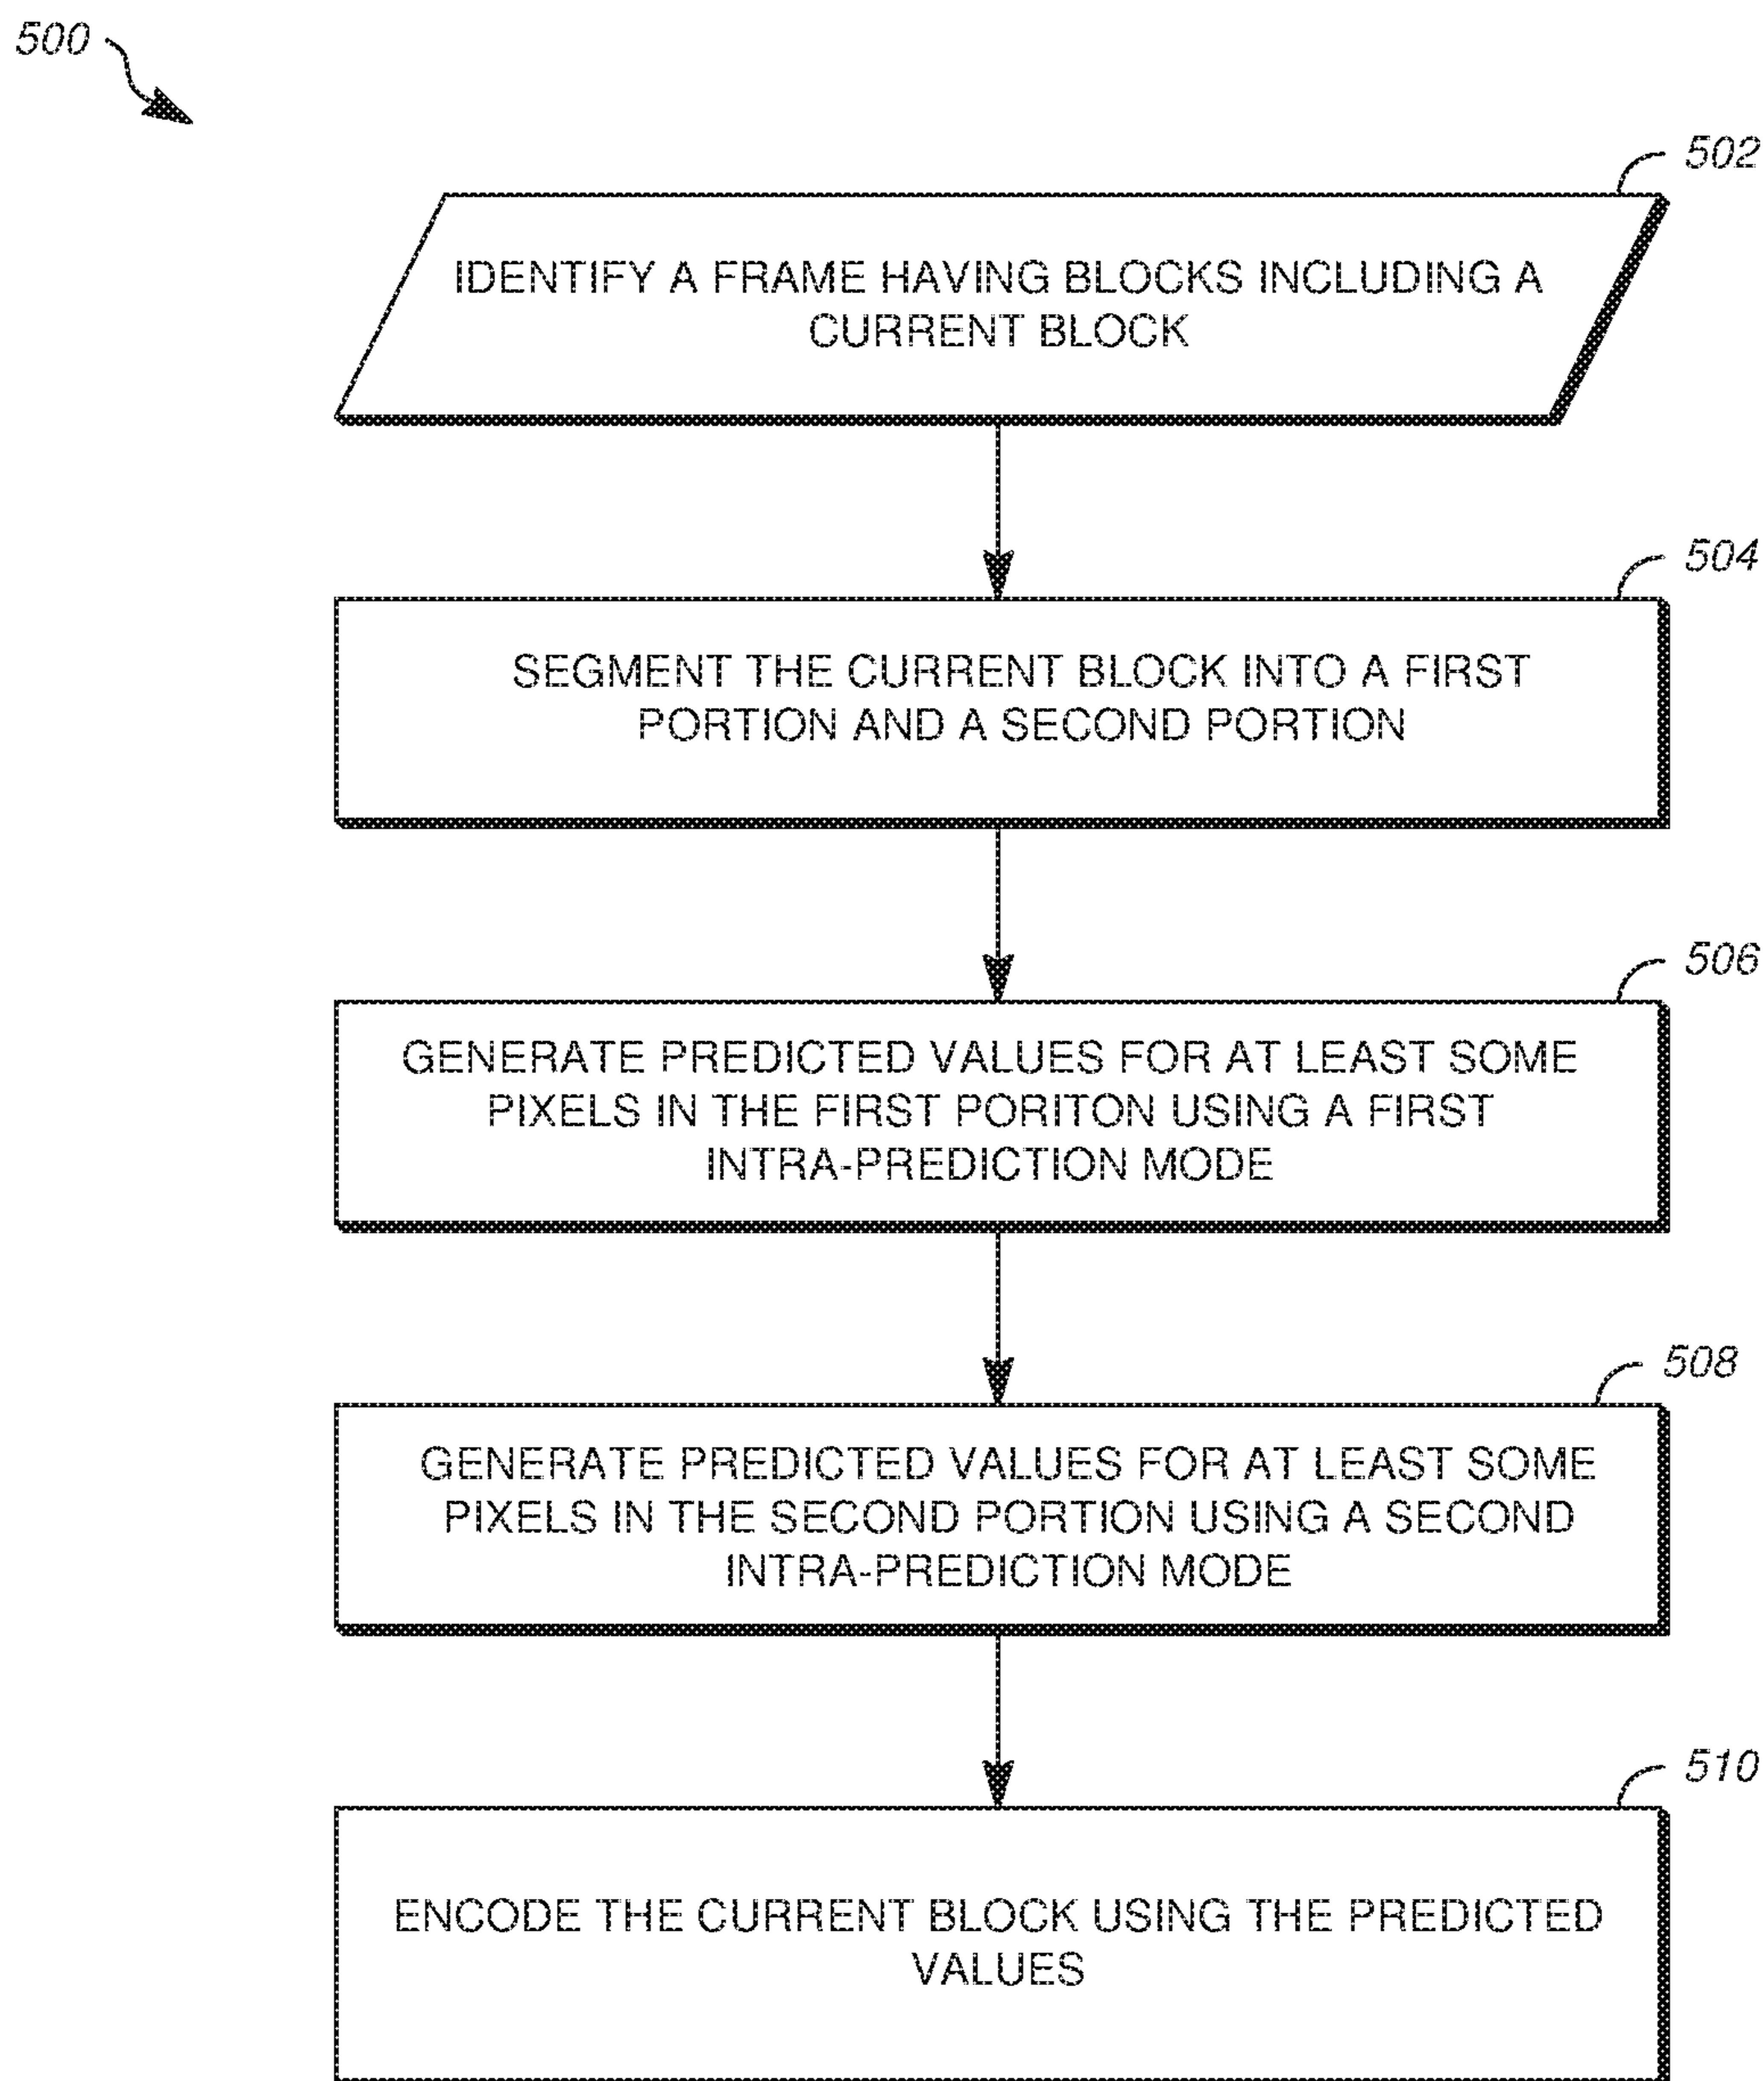 500
502
IDENTIFY A FRAME HAVING BLOCKS INCLUDING A
CURRENT BLOCK
504
SEGMENT THE CURRENT BLOCK INTO A FIRST
PORTION AND A SECOND PORTION
506
GENERATE PREDICTED VALUES FOR AT LEAST SOME
PIXELS IN THE FIRST PORITON USING A FIRST
INTRA-PREDICTION MODE
508
GENERATE PREDICTED VALUES FOR AT LEAST SOME
PIXELS IN THE SECOND PORTION USING A SECOND
INTRA-PREDICTION MODE
510
ENCODE THE CURRENT BLOCK USING THE PREDICTED
VALUES